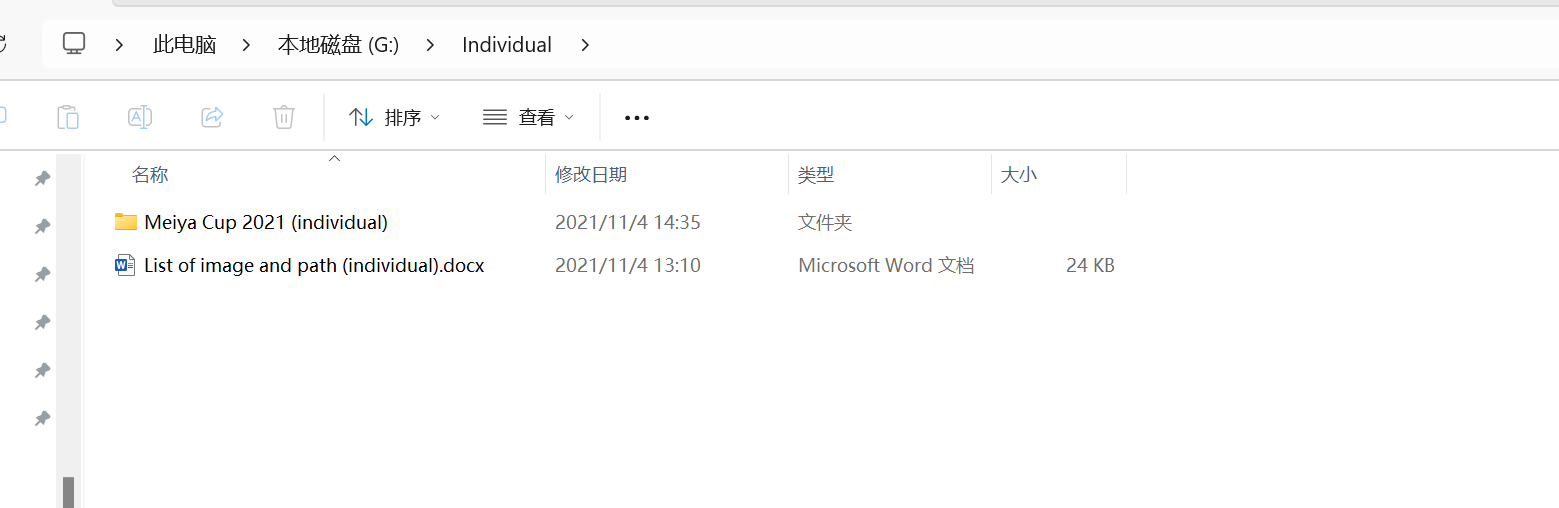 此电脑 本地磁盘 (G:) Individual
排序 查看
名称 修改日期 类型 大小
Meiya Cup 2021 (individual) 2021/11/4 14:35 文件夹
List of image and path (individual).docx 2021/11/4 13:10 Microsoft Word 文档 24 KB